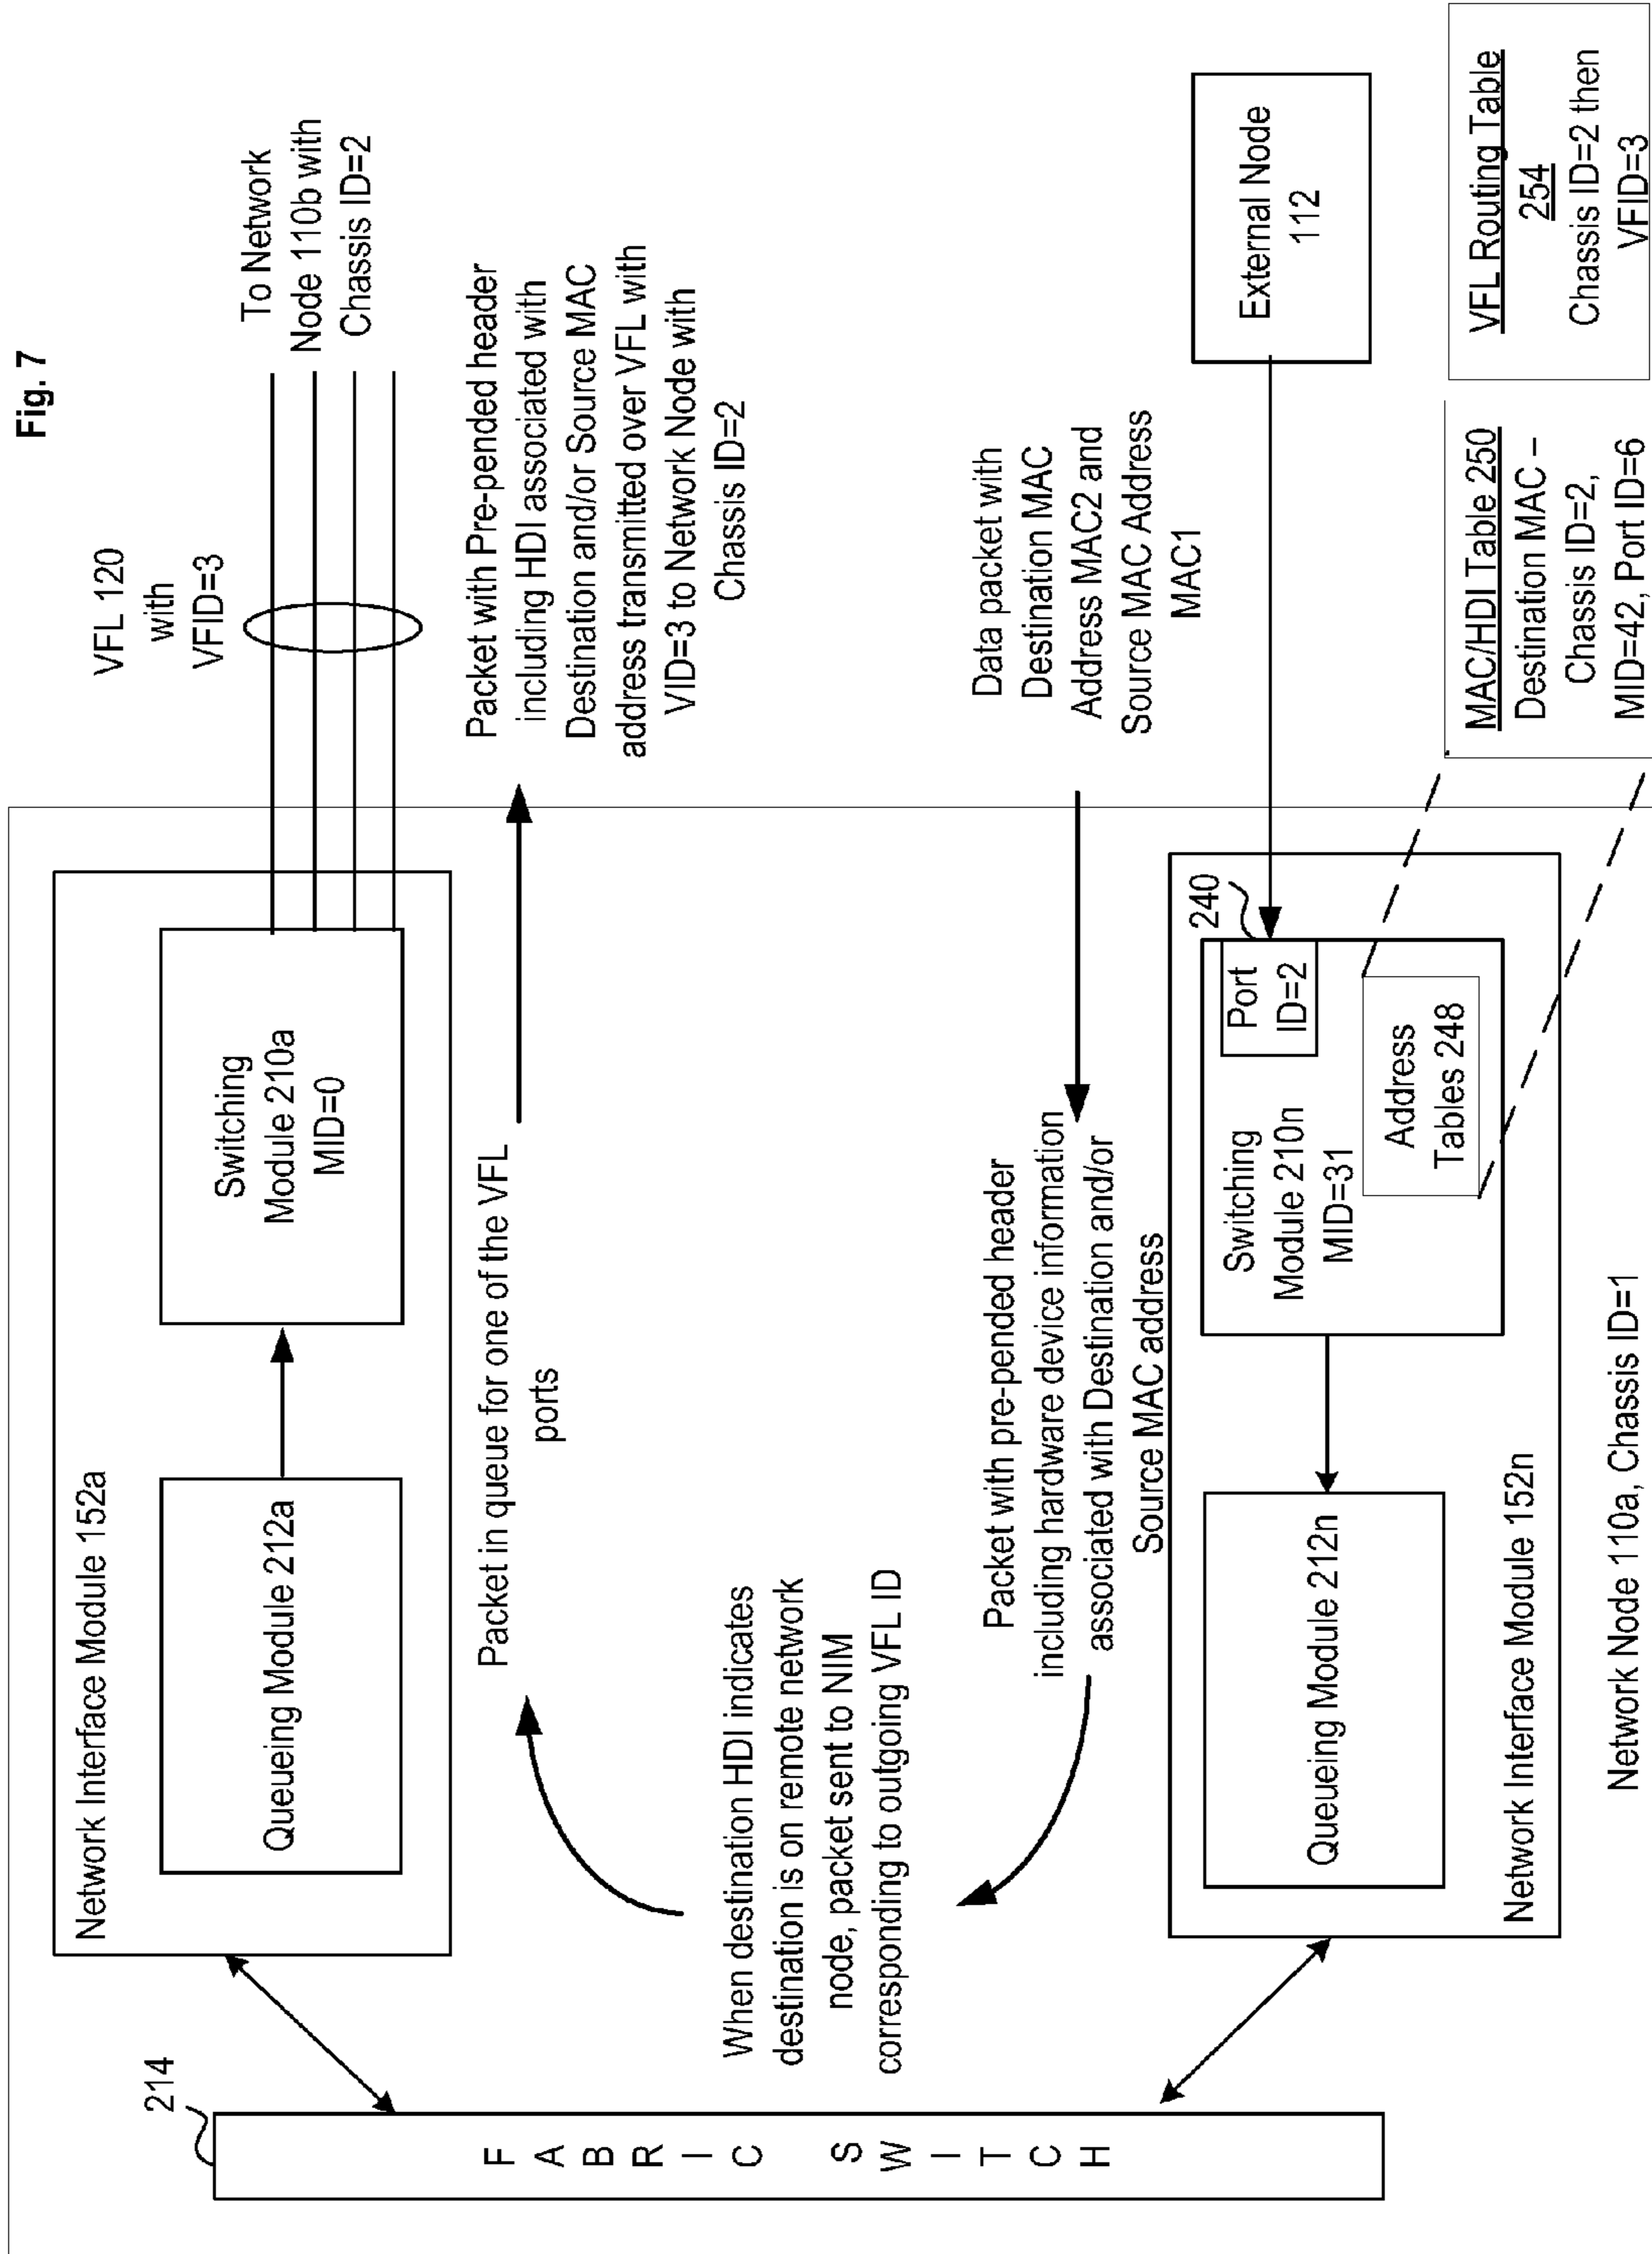 Fig. 7
214
FABRIC SWITCH
Network Interface Module 152a
Queueing Module 212a
Switching
Module 210a
MID=0
VFL 120
with
VFID=3
To Network
Node 110b with
Chassis ID=2
Packet in queue for one of the VFL
ports
Packet with Pre-pended header
including HDI associated with
Destination and/or Source MAC
address transmitted over VFL with
VID=3 to Network Node with
Chassis ID=2
When destination HDI indicates
destination is on remote network
node, packet sent to NIM
corresponding to outgoing VFL ID
Packet with pre-pended header
including hardware device information
associated with Destination and/or
Source MAC address
Data packet with
Destination MAC
Address MAC2 and
Source MAC Address
MAC1
External Node
112
Queueing Module 212n
Switching
Module 210n
MID=31
Port
ID=2
240
Address
Tables 248
Network Interface Module 152n
Network Node 110a, Chassis ID=1
MAC/HDI Table 250
Destination MAC –
Chassis ID=2,
MID=42, Port ID=6
VFL Routing Table
254
Chassis ID=2 then
VFID=3